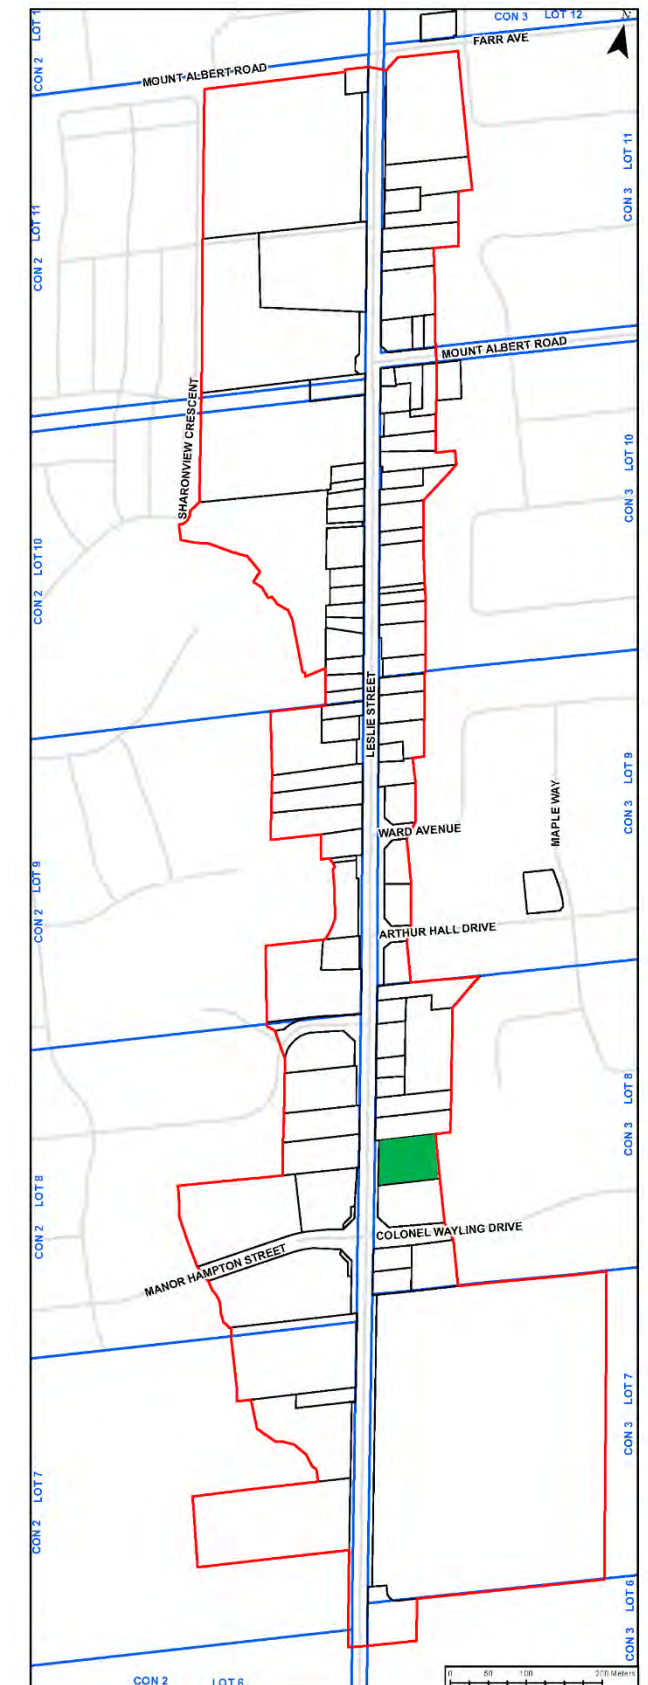 CON 3 LOT 12
N
CON 2 LOT 1
FARR AVE
MOUNT ALBERT ROAD
CON 3 LOT 11
CON 2 LOT 11
MOUNT ALBERT ROAD
SHARONVIEW CRESCENT
CON 3 LOT 10
CON 2 LOT 10
LESLIE STREET
CON 3 LOT 9
MAPLE WAY
WARD AVENUE
CON 2 LOT 9
ARTHUR HALL DRIVE
CON 3 LOT 8
CON 2 LOT 8
COLONEL WAYLING DRIVE
MANOR HAMPTON STREET
CON 3 LOT 7
CON 2 LOT 7
CON 3 LOT 6
CON 2 LOT 6
0 50 100 200 Meters